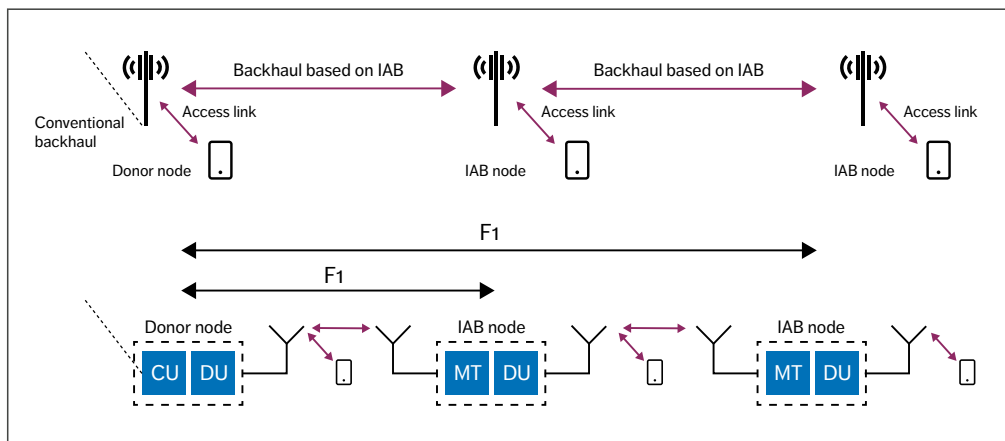 Backhaul based on IAB
Backhaul based on IAB
Conventional
backhaul
Access link
Access link
Access link
Donor node
IAB node
IAB node
F1
F1
Donor node
IAB node
IAB node
CU
DU
MT
DU
MT
DU